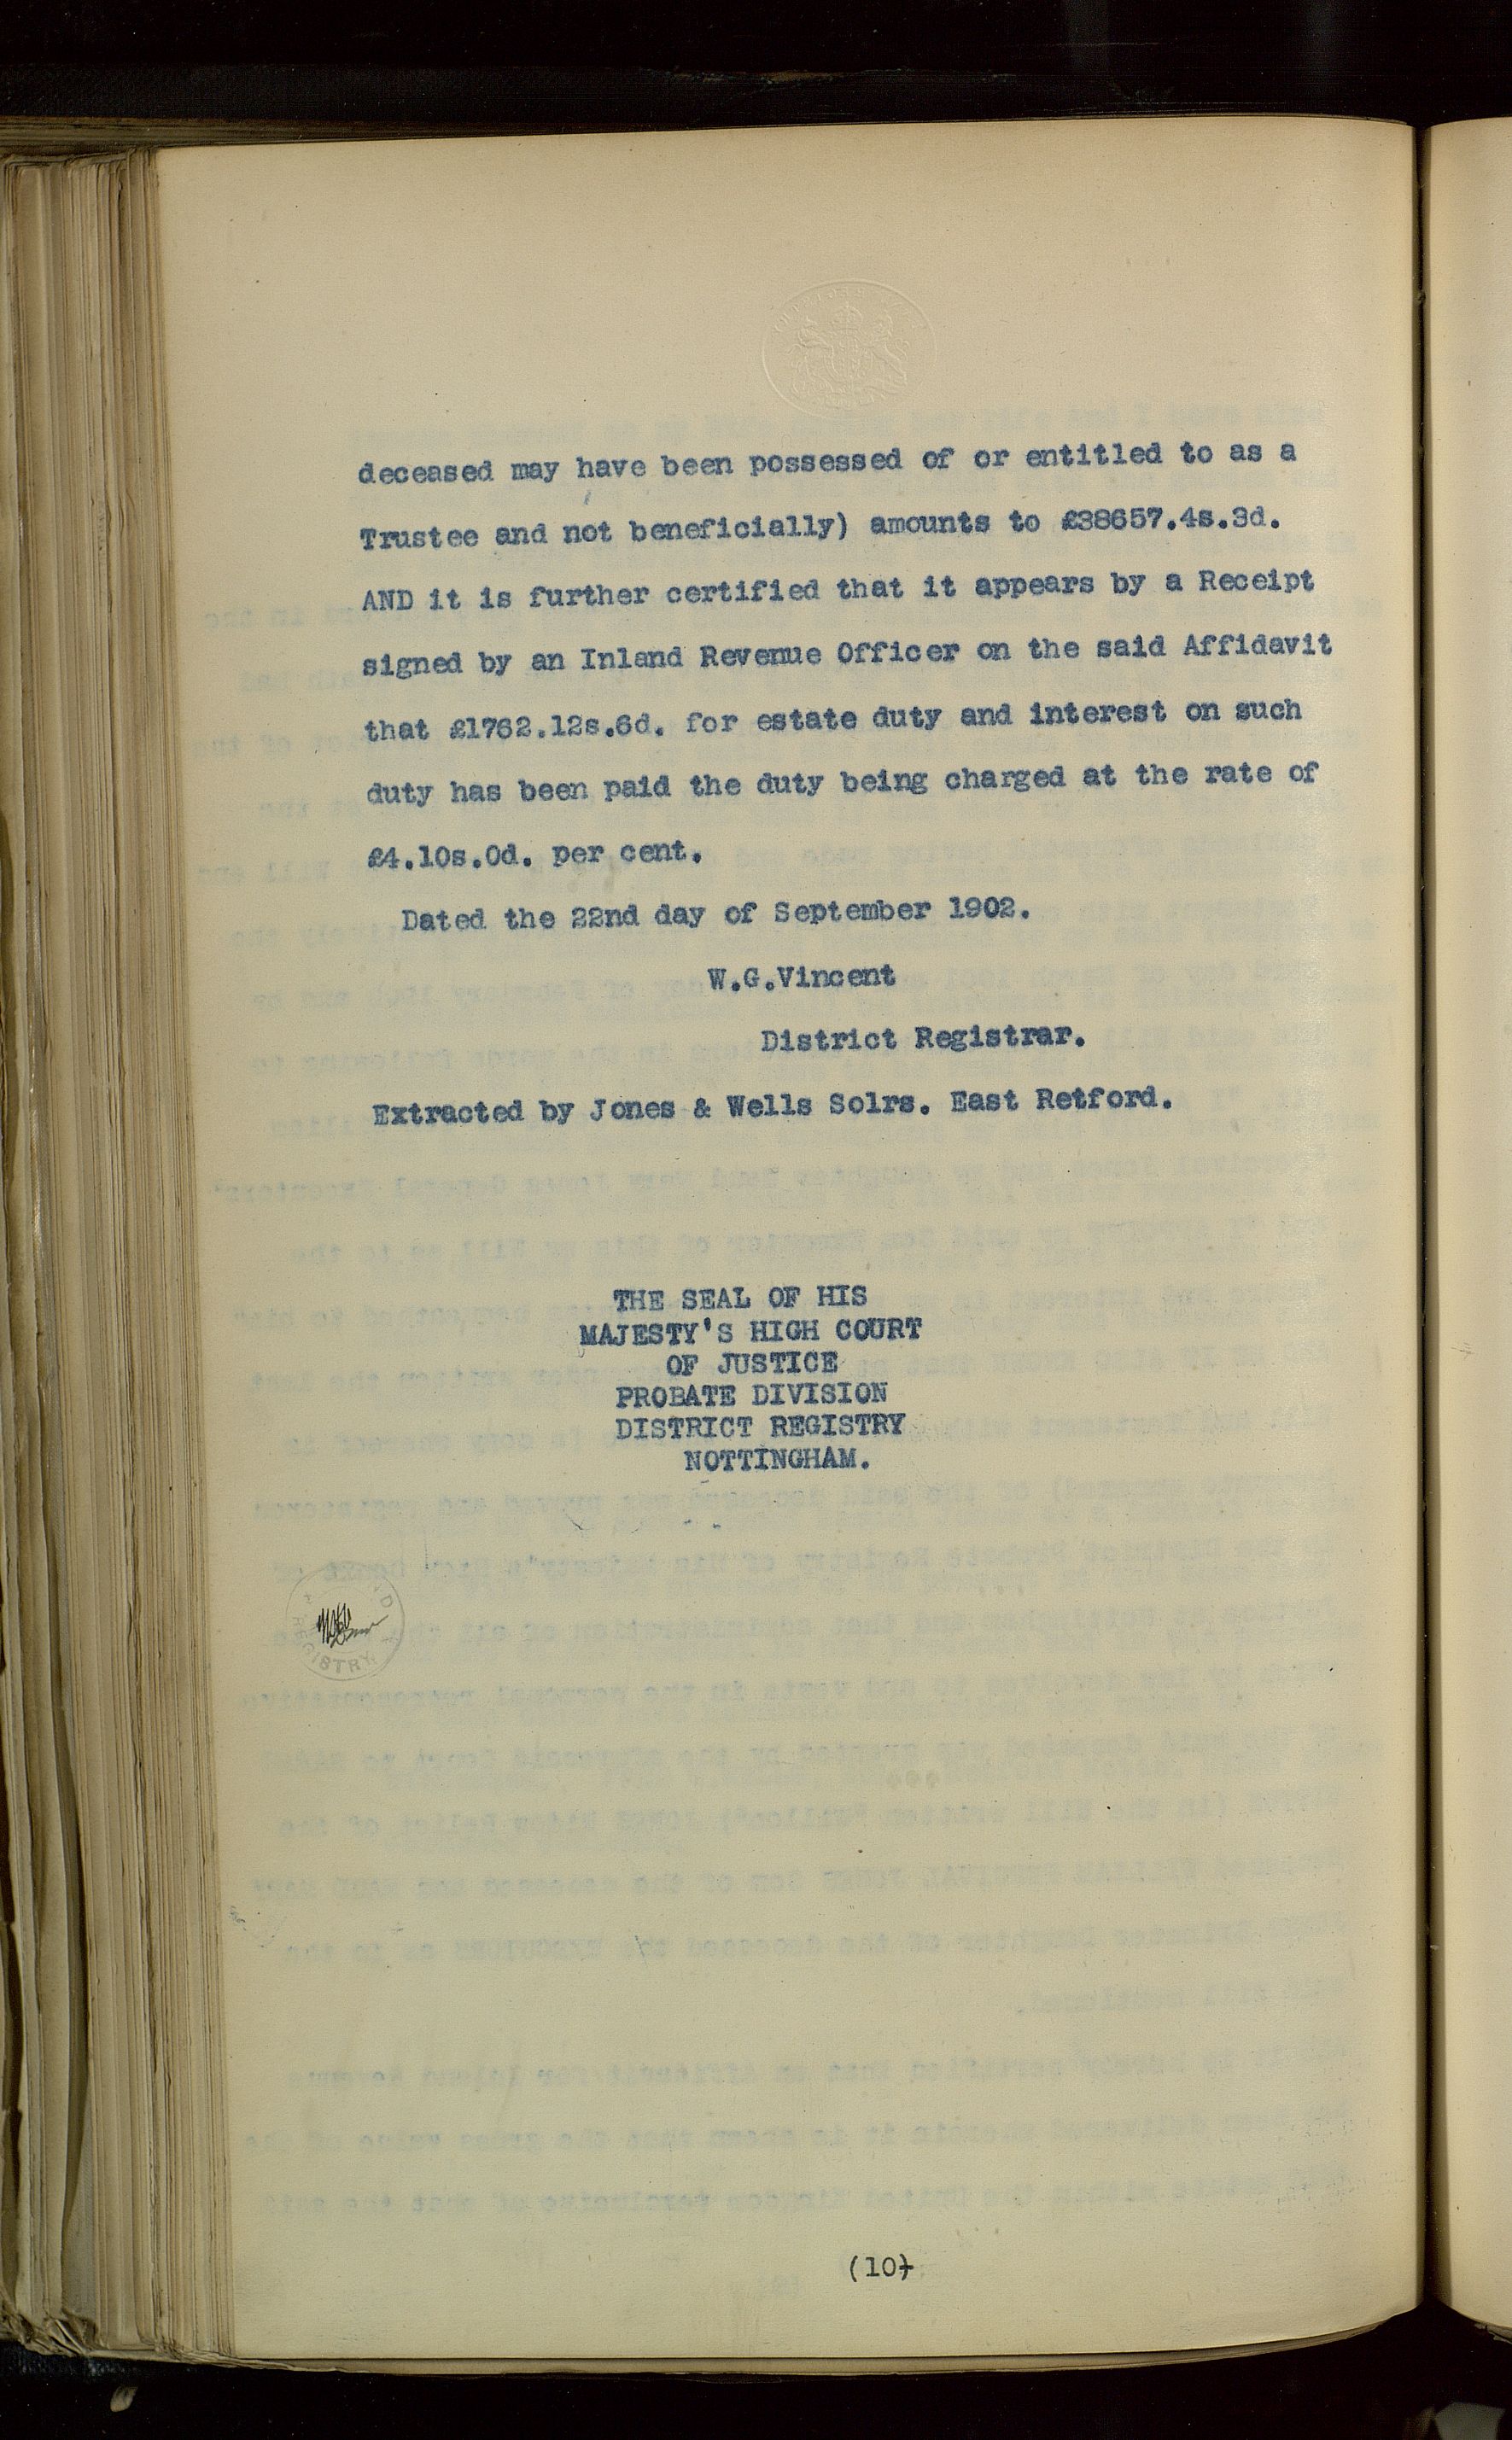 deceased may have been possessed of or entitled to as a
Trustee and not beneficially) amounts to £38657.4s.3d.
AND it is further certified that it appears by a Receipt
signed by an Inland Revenue Officer on the said Affidavit
that £1762.12s.6d. for estate duty and interest on such
duty has been paid the duty being charged at the rate of
£4.10s.0d. per cent.
Dated the 22nd day of September 1902.
W.G.Vincent
District Registrar.
Extracted by Jones & Wells Solrs. East Retford.
THE SEAL OF HIS
MAJESTY'S HIGH COURT
OF JUSTICE
PROBATE DIVISION
DISTRICT REGISTRY
NOTTINGHAM.
(10)